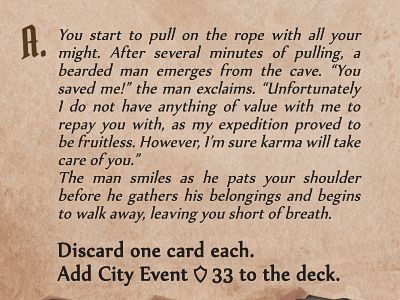 A. You start to pull on the rope with all your
might. After several minutes of pulling, a
bearded man emerges from the cave. “You
saved me!” the man exclaims. “Unfortunately
I do not have anything of value with me to
repay you with, as my expedition proved to
be fruitless. However, I’m sure karma will take
care of you.”
The man smiles as he pats your shoulder
before he gathers his belongings and begins
to walk away, leaving you short of breath.
Discard one card each.
Add City Event 33 to the deck.